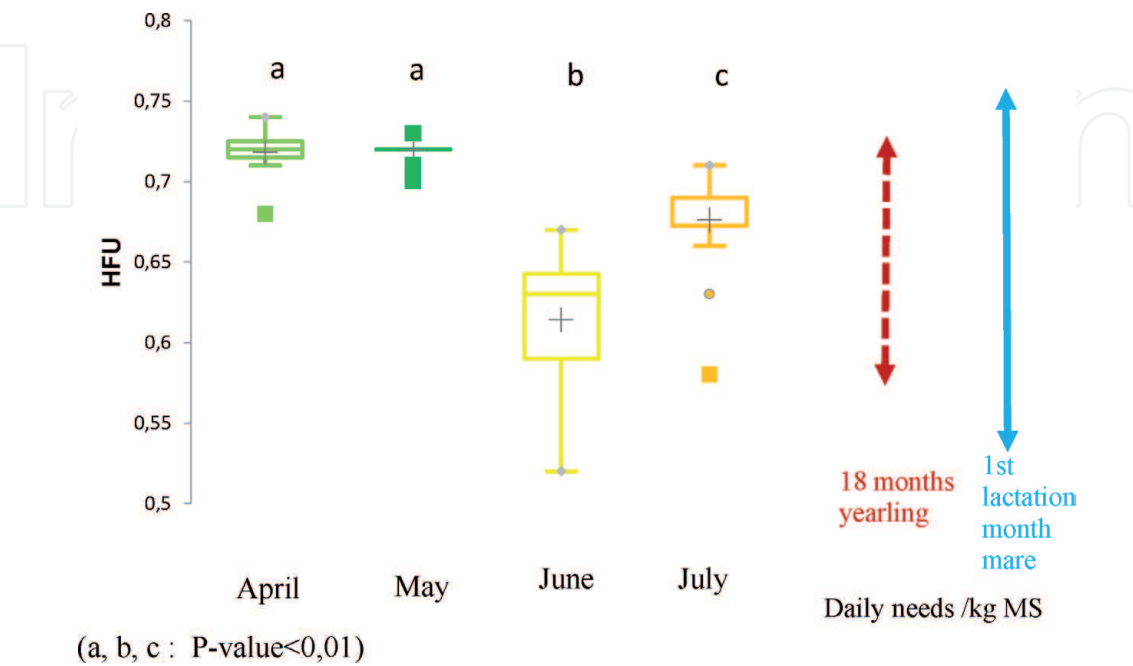 0,8
a
a
b
c
0,75
0,7
0,65
HFU
0,6
0,55
0,5
18 months
yearling
1st
lactation
month
mare
April
May
June
July
Daily needs /kg MS
(a, b, c : P-value<0,01)